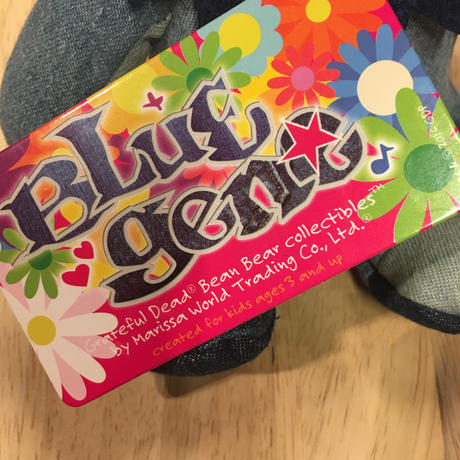 BLUE
gene
Grateful Dead® Bean Bear collectibles™
by Marissa World Trading Co., Ltd.®
created for kids ages 3 and up